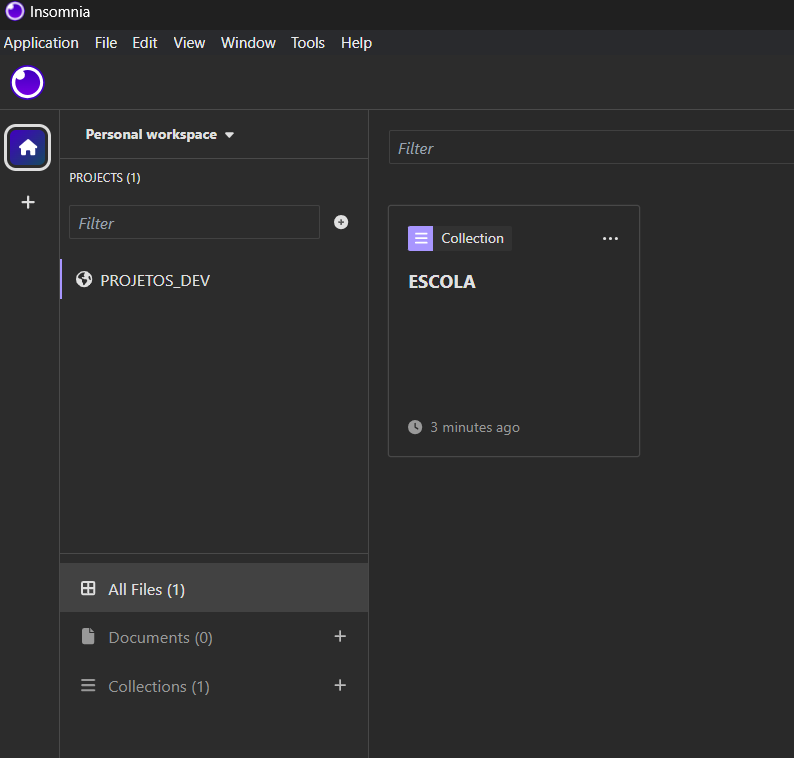 Insomnia
Application File Edit View Window Tools Help
Personal workspace
PROJECTS (1)
Filter
PROJETOS_DEV
All Files (1)
Documents (0)
Collections (1)
Filter
Collection
ESCOLA
3 minutes ago